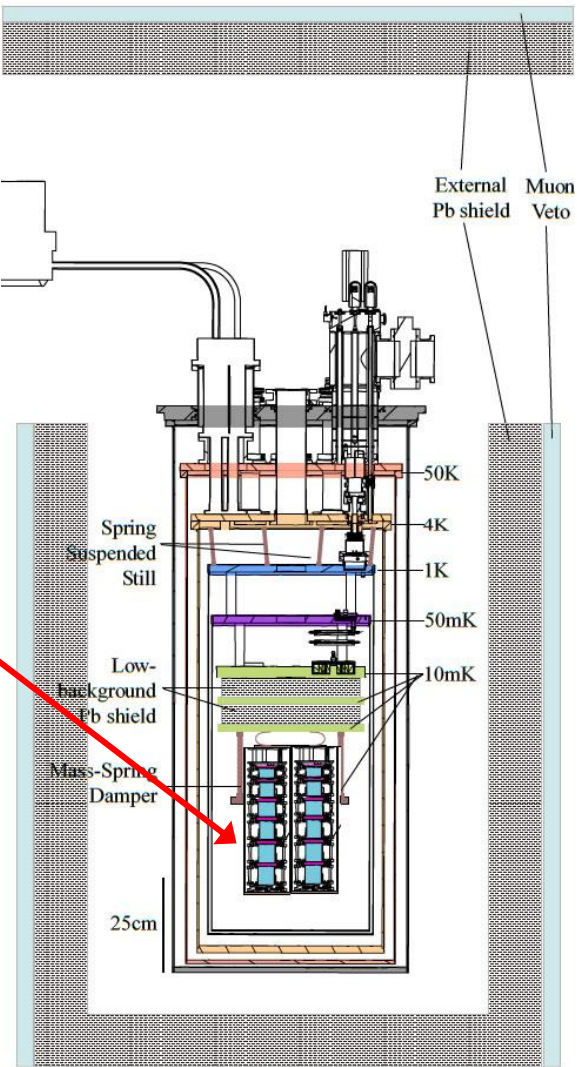 External
Pb shield
Muon
Veto
50K
4K
Spring
Suspended
Still
1K
50mK
Low-
background
Pb shield
10mK
Mass-Spring
Damper
25cm